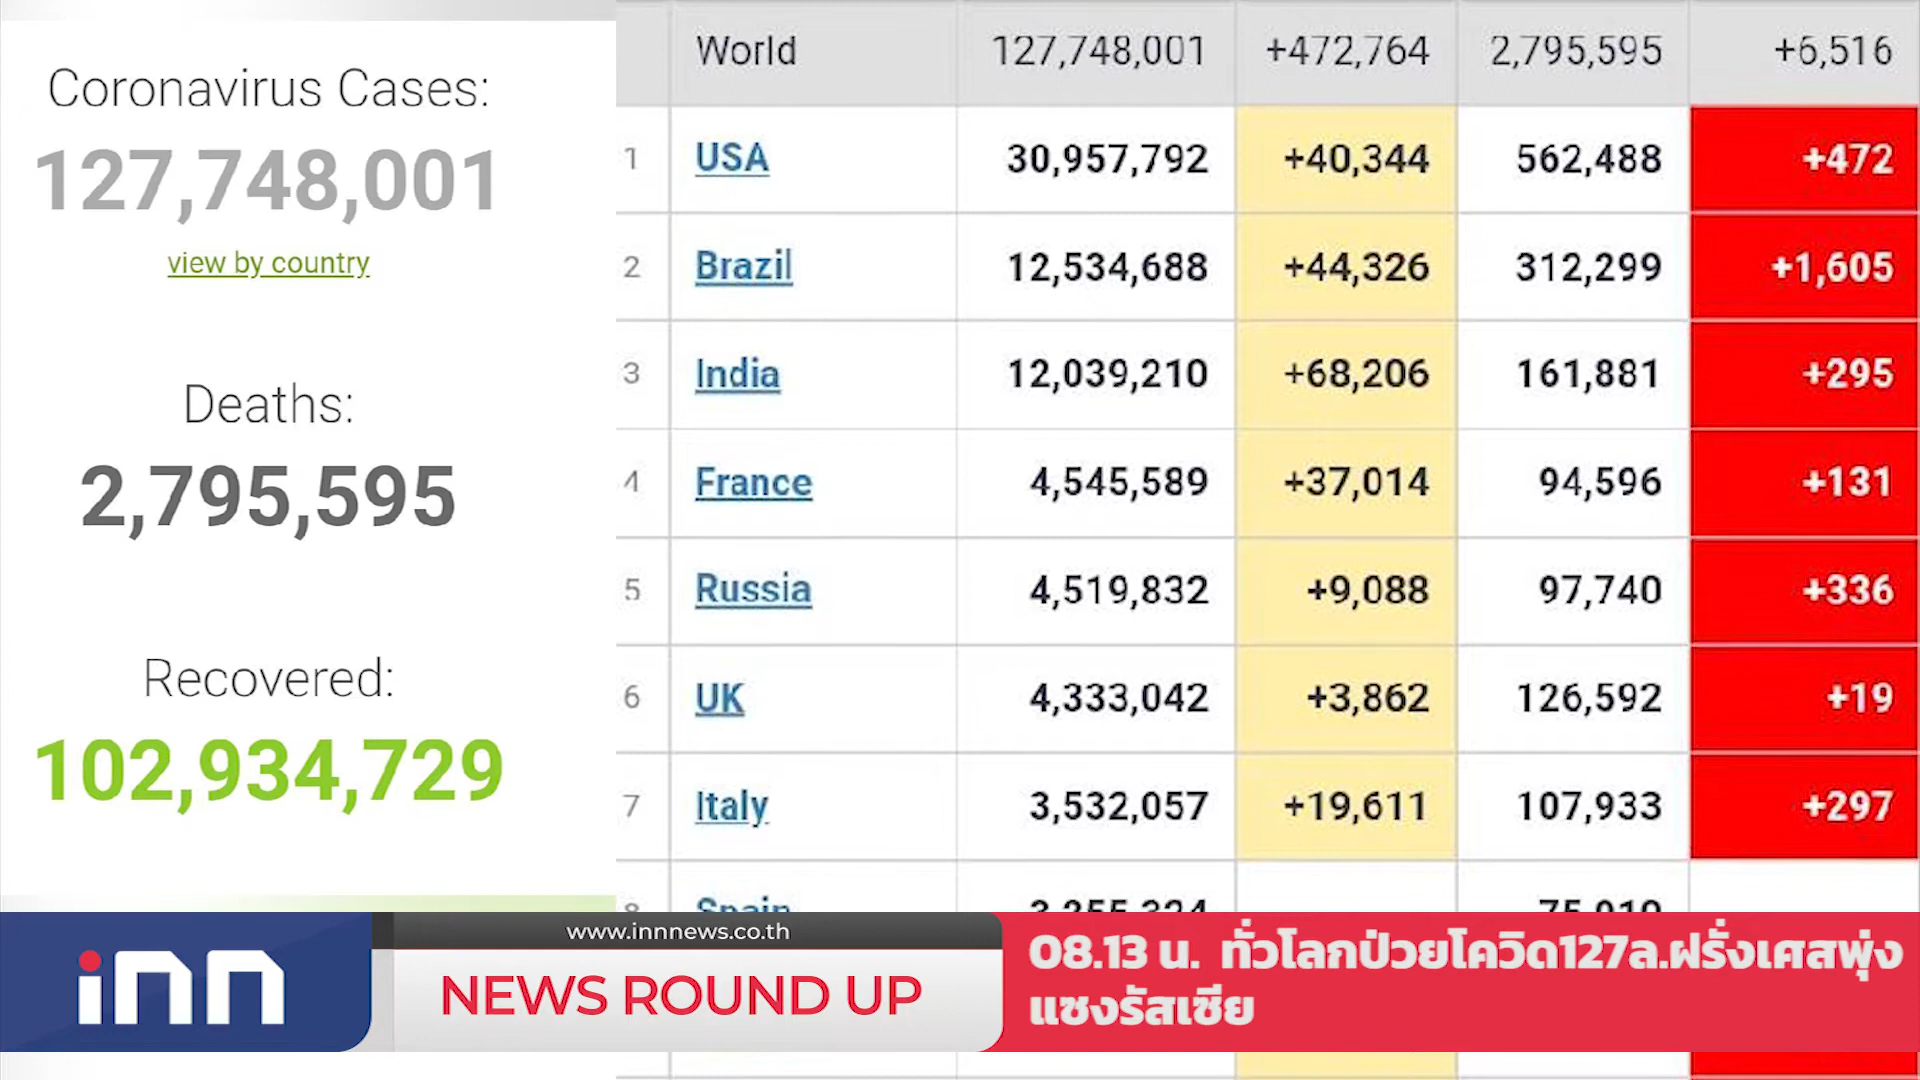 Coronavirus Cases:
127,748,001
view by country
Deaths:
2,795,595
Recovered:
102,934,729
World 127,748,001 +472,764 2,795,595 +6,516
1 USA 30,957,792 +40,344 562,488 +472
2 Brazil 12,534,688 +44,326 312,299 +1,605
3 India 12,039,210 +68,206 161,881 +295
4 France 4,545,589 +37,014 94,596 +131
5 Russia 4,519,832 +9,088 97,740 +336
6 UK 4,333,042 +3,862 126,592 +19
7 Italy 3,532,057 +19,611 107,933 +297
8 Spain 3,255,324 75,010
inn
www.innnews.co.th
NEWS ROUND UP
08.13 น. ทั่วโลกป่วยโควิด127ล.ฝรั่งเศสพุ่ง
แซงรัสเซีย